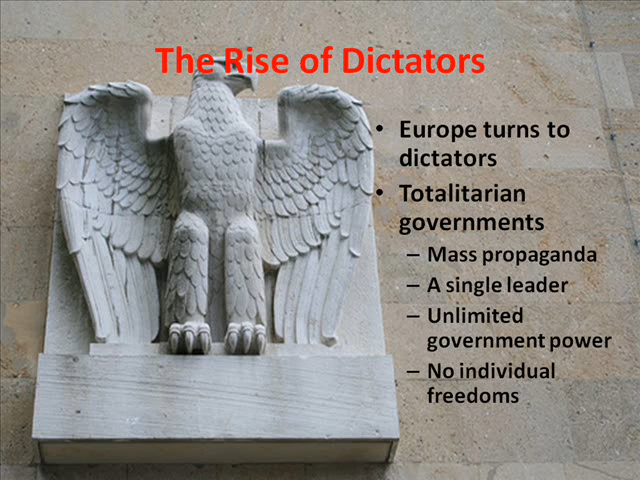 The Rise of Dictators
• Europe turns to
dictators
• Totalitarian
governments
– Mass propaganda
– A single leader
– Unlimited
government power
– No individual
freedoms